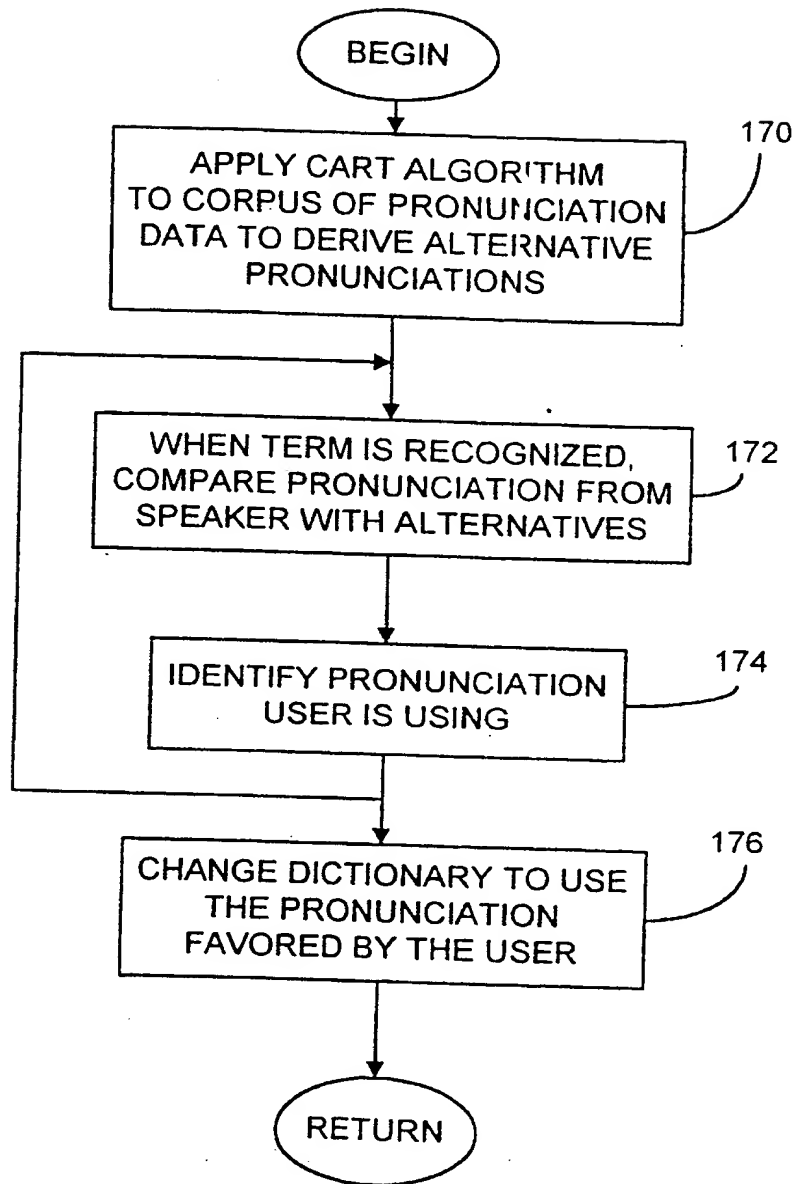 BEGIN
170
APPLY CART ALGORITHM
TO CORPUS OF PRONUNCIATION
DATA TO DERIVE ALTERNATIVE
PRONUNCIATIONS
172
WHEN TERM IS RECOGNIZED,
COMPARE PRONUNCIATION FROM
SPEAKER WITH ALTERNATIVES
174
IDENTIFY PRONUNCIATION
USER IS USING
176
CHANGE DICTIONARY TO USE
THE PRONUNCIATION
FAVORED BY THE USER
RETURN